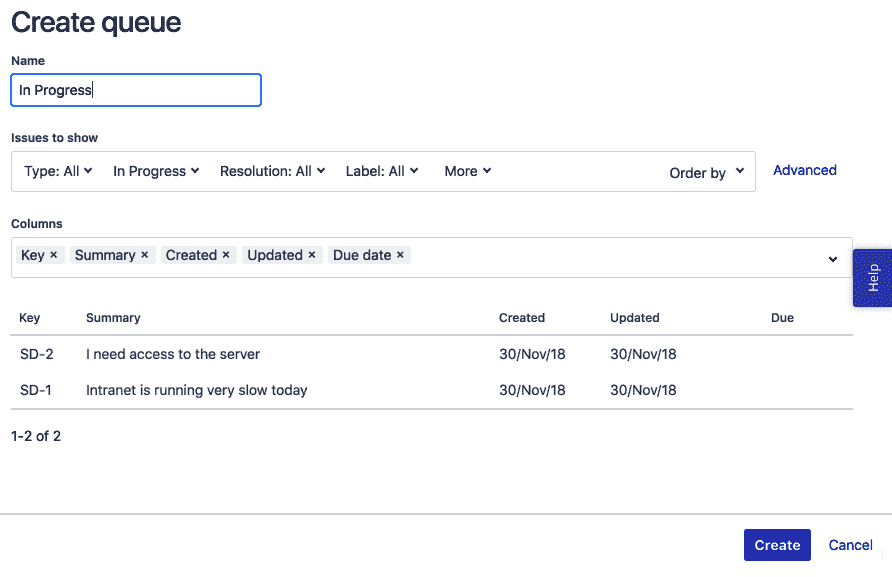 Create queue
Name
In Progress
Issues to show
Type: All In Progress Resolution: All Label: All More Order by Advanced
Columns
Key × Summary × Created × Updated × Due date ×
Help
Key Summary Created Updated Due
SD-2 I need access to the server 30/Nov/18 30/Nov/18
SD-1 Intranet is running very slow today 30/Nov/18 30/Nov/18
1-2 of 2
Create Cancel